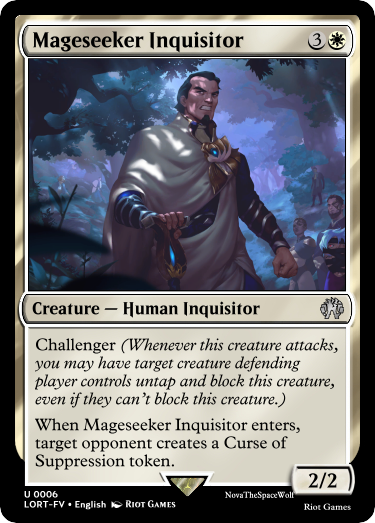 Mageseeker Inquisitor 3
Creature — Human Inquisitor
Challenger (Whenever this creature attacks,
you may have target creature defending
player controls untap and block this creature,
even if they can't block this creature.)
When Mageseeker Inquisitor enters,
target opponent creates a Curse of
Suppression token.
2/2
U 0006
LORT-FV • English RIOT GAMES
NovaTheSpaceWolf
Riot Games